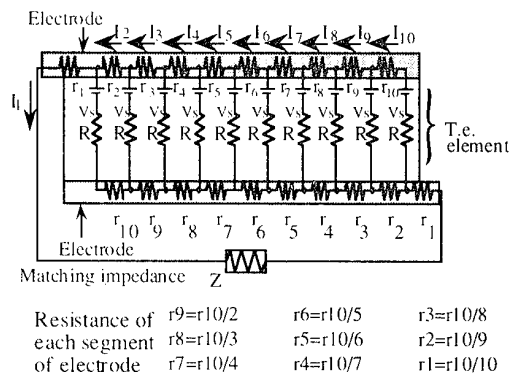 Electrode
I2 I3 I4 I5 I6 I7 I8 I9 I10
r1 r2 r3 r4 r5 r6 r7 r8 r9 r10
I1
Vs Vs Vs Vs Vs Vs Vs Vs Vs Vs
R R R R R R R R R R
T.e.
element
r10 r9 r8 r7 r6 r5 r4 r3 r2 r1
Electrode
Matching impedance Z
Resistance of
each segment
of electrode
r9=r10/2 r6=r10/5 r3=r10/8
r8=r10/3 r5=r10/6 r2=r10/9
r7=r10/4 r4=r10/7 r1=r10/10